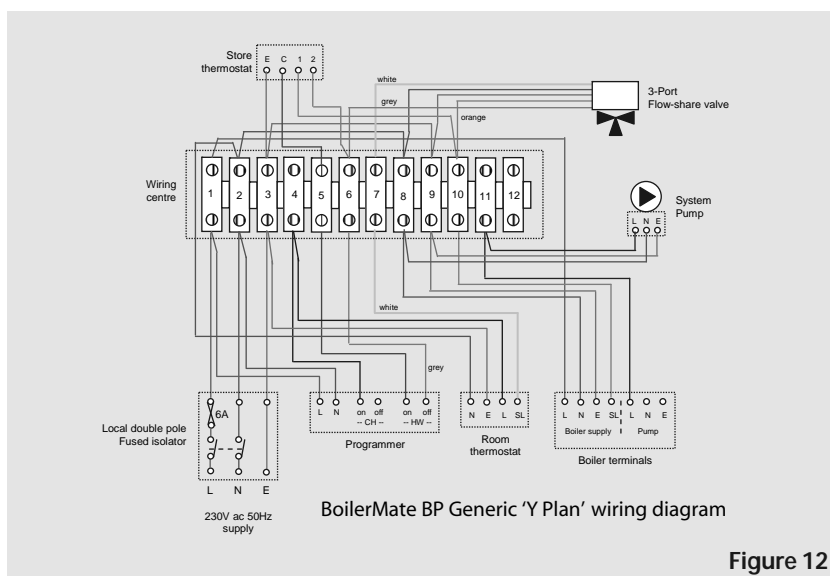 Store
thermostat
E C 1 2
white
grey
orange
3-Port
Flow-share valve
Wiring
centre
1 2 3 4 5 6 7 8 9 10 11 12
System
Pump
L N E
white
grey
6A
Local double pole
Fused isolator
L N E
230V ac 50Hz
supply
L N on off on off
-- CH -- -- HW --
Programmer
N E L SL
Room
thermostat
L N E SL L N E
Boiler supply Pump
Boiler terminals
BoilerMate BP Generic ‘Y Plan’ wiring diagram
Figure 12